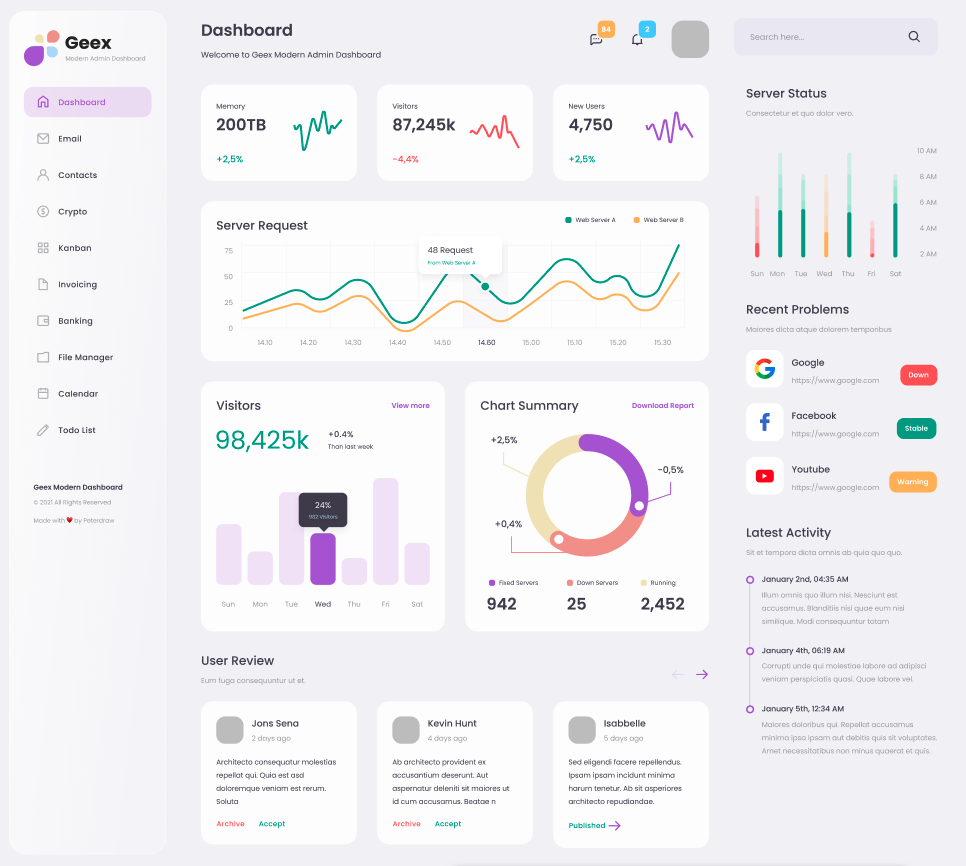 Geex
Modern Admin Dashboard
Dashboard
Email
Contacts
Crypto
Kanban
Invoicing
Banking
File Manager
Calendar
Todo List
Geex Modern Dashboard
© 2021 All Rights Reserved
Made with ❤ by Peterdraw
Dashboard
Welcome to Geex Modern Admin Dashboard
84
2
Search here...
Memory
200TB
+2,5%
Visitors
87,245k
-4,4%
New Users
4,750
+2,5%
Server Request
Web Server A
Web Server B
75
50
25
0
48 Request
From Web Server A
14.10
14.20
14.30
14.40
14.50
14.60
15.00
15.10
15.20
15.30
Visitors
View more
98,425k
+0.4%
Than last week
24%
982 Visitors
Sun
Mon
Tue
Wed
Thu
Fri
Sat
Chart Summary
Download Report
+2,5%
-0,5%
+0,4%
Fixed Servers
942
Down Servers
25
Running
2,452
User Review
Eum fuga consequuntur ut et.
Jons Sena
2 days ago
Architecto consequatur molestias
repellat qui. Quia est asd
doloremque veniam est rerum.
Soluta
Archive
Accept
Kevin Hunt
4 days ago
Ab architecto provident ex
accusantium deserunt. Aut
aspernatur deleniti sit maiores ut
id cum accusamus. Beatae n
Archive
Accept
Isabbelle
5 days ago
Sed eligendi facere repellendus.
Ipsam ipsam incidunt minima
harum tenetur. Ab sit asperiores
architecto repudiandae.
Published
Server Status
Consectetur et quo dolor vero.
10 AM
8 AM
6 AM
4 AM
2 AM
Sun
Mon
Tue
Wed
Thu
Fri
Sat
Recent Problems
Maiores dicta atque dolorem temporibus
Google
https://www.google.com
Down
Facebook
https://www.google.com
Stable
Youtube
https://www.google.com
Warning
Latest Activity
Sit et tempora dicta omnis ab quia quo quo.
January 2nd, 04:35 AM
Illum omnis quo illum nisi. Nesciunt est
accusamus. Blanditiis nisi quae eum nisi
similique. Modi consequuntur totam
January 4th, 06:19 AM
Corrupti unde qui molestiae labore ad adipisci
veniam perspiciatis quasi. Quae labore vel.
January 5th, 12:34 AM
Maiores doloribus qui. Repellat accusamus
minima ipsa ipsam aut debitis quis sit voluptates.
Amet necessitatibus non minus quaerat et quis.